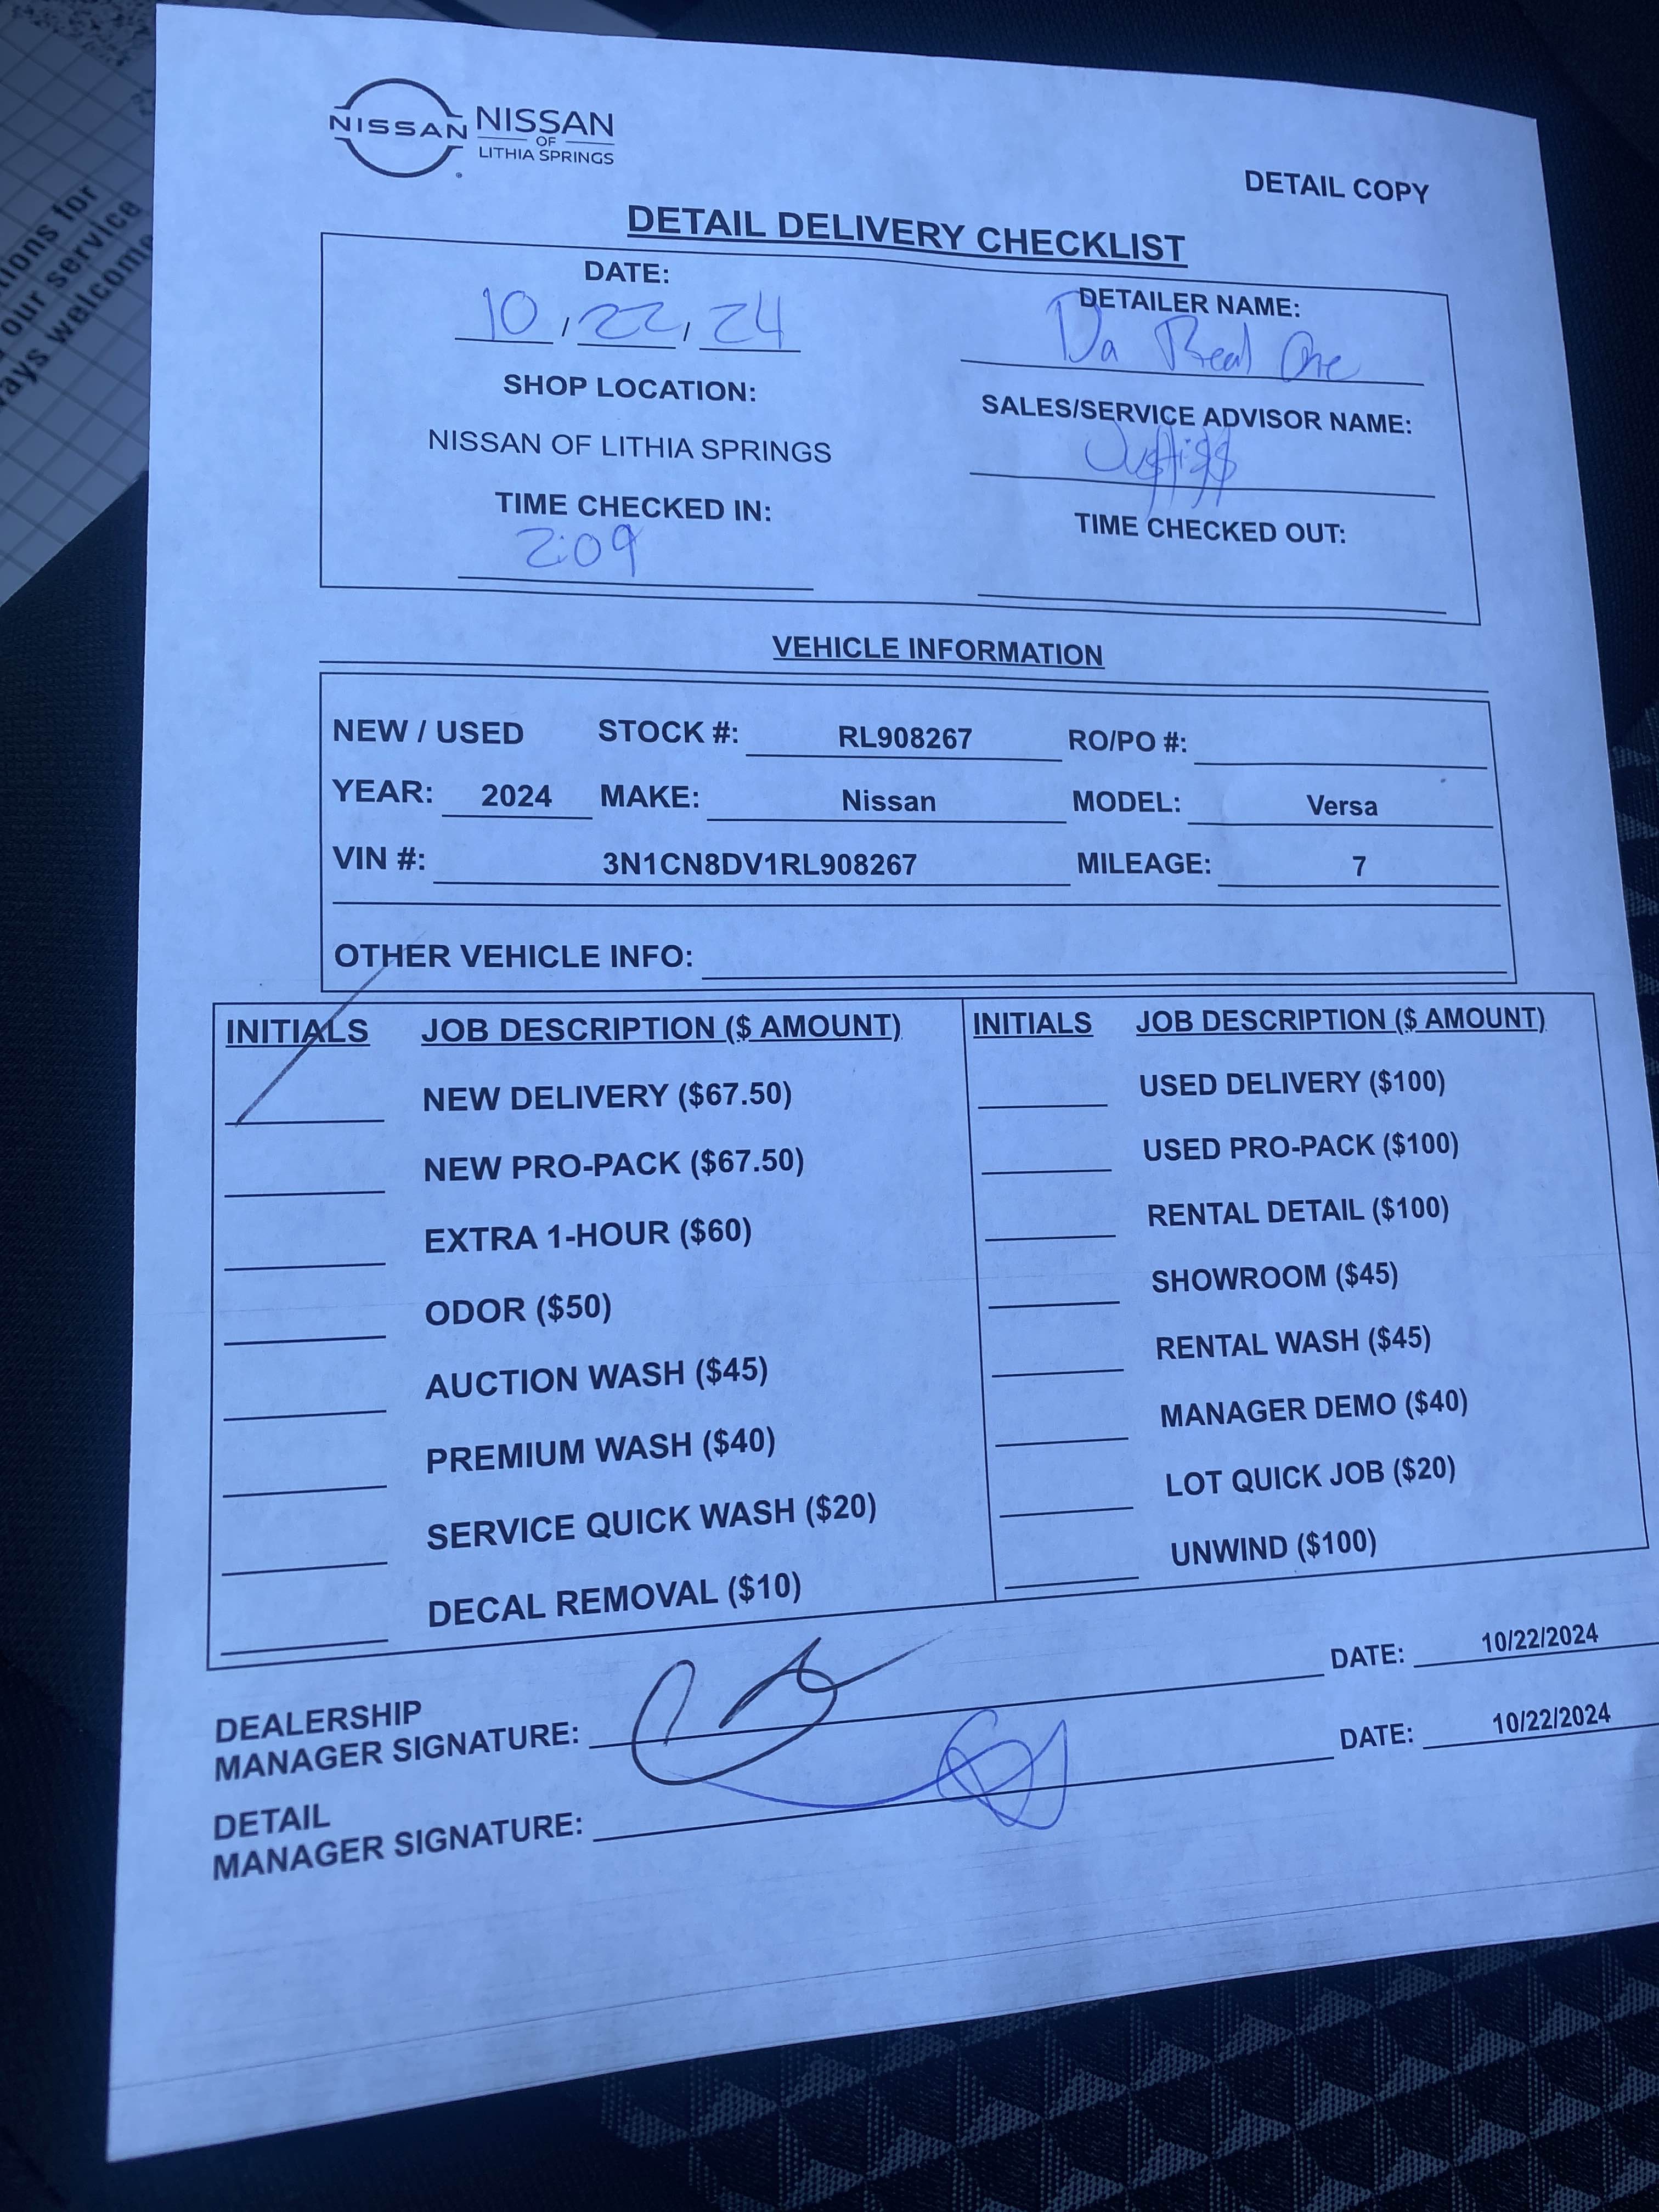 tions for
our service
ays welcome
NISSAN
NISSAN
OF
LITHIA SPRINGS
DETAIL COPY
DETAIL DELIVERY CHECKLIST
DATE:
10 / 22 / 24
DETAILER NAME:
Da Real One
SHOP LOCATION:
NISSAN OF LITHIA SPRINGS
SALES/SERVICE ADVISOR NAME:
TIME CHECKED IN:
2:09
TIME CHECKED OUT:
VEHICLE INFORMATION
NEW / USED STOCK #: RL908267 RO/PO #:
YEAR: 2024 MAKE: Nissan MODEL: Versa
VIN #: 3N1CN8DV1RL908267 MILEAGE: 7
OTHER VEHICLE INFO:
INITIALS JOB DESCRIPTION ($ AMOUNT)
NEW DELIVERY ($67.50)
NEW PRO-PACK ($67.50)
EXTRA 1-HOUR ($60)
ODOR ($50)
AUCTION WASH ($45)
PREMIUM WASH ($40)
SERVICE QUICK WASH ($20)
DECAL REMOVAL ($10)
INITIALS JOB DESCRIPTION ($ AMOUNT)
USED DELIVERY ($100)
USED PRO-PACK ($100)
RENTAL DETAIL ($100)
SHOWROOM ($45)
RENTAL WASH ($45)
MANAGER DEMO ($40)
LOT QUICK JOB ($20)
UNWIND ($100)
DEALERSHIP
MANAGER SIGNATURE: DATE: 10/22/2024
DETAIL
MANAGER SIGNATURE: DATE: 10/22/2024